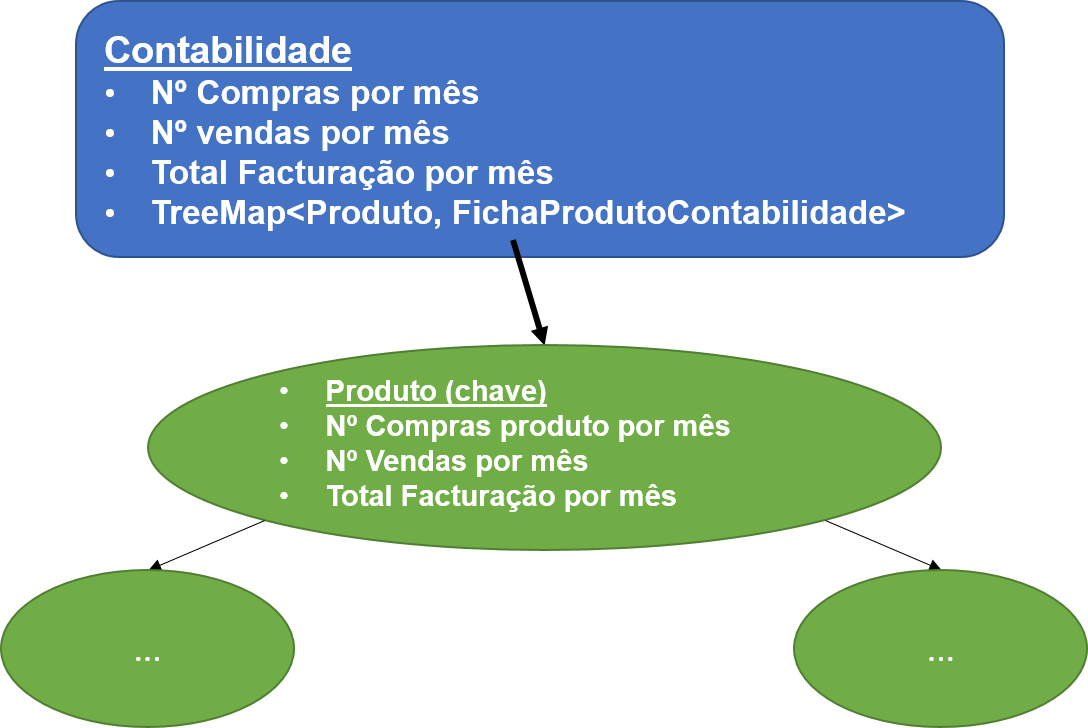 Contabilidade
• Nº Compras por mês
• Nº vendas por mês
• Total Facturação por mês
• TreeMap<Produto, FichaProdutoContabilidade>
• Produto (chave)
• Nº Compras produto por mês
• Nº Vendas por mês
• Total Facturação por mês
...
...